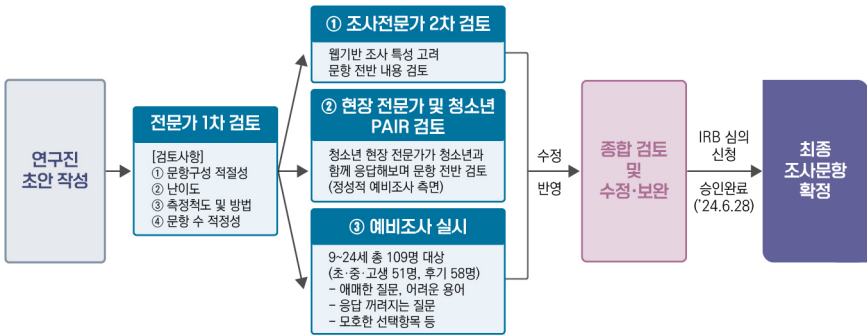 연구진
초안 작성
전문가 1차 검토
[검토사항]
① 문항구성 적절성
② 난이도
③ 측정척도 및 방법
④ 문항 수 적정성
① 조사전문가 2차 검토
웹기반 조사 특성 고려
문항 전반 내용 검토
② 현장 전문가 및 청소년
PAIR 검토
청소년 현장 전문가가 청소년과
함께 응답해보며 문항 전반 검토
(정성적 예비조사 측면)
③ 예비조사 실시
9~24세 총 109명 대상
(초·중·고생 51명, 후기 58명)
- 애매한 질문, 어려운 용어
- 응답 꺼려지는 질문
- 모호한 선택항목 등
수정
반영
종합 검토
및
수정·보완
IRB 심의
신청
승인완료
('24.6.28)
최종
조사문항
확정